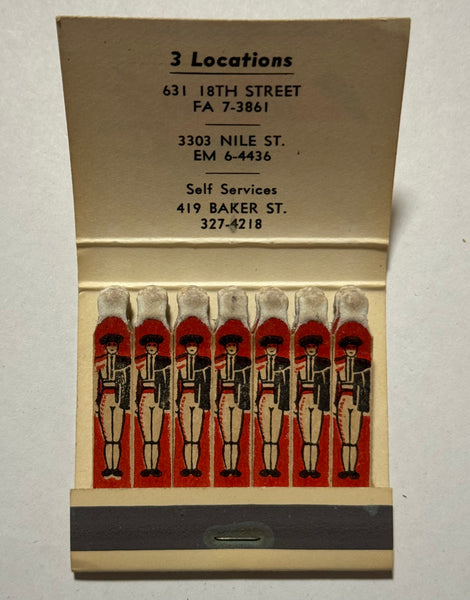 3 Locations
631 18TH STREET
FA 7-3861
3303 NILE ST.
EM 6-4436
Self Services
419 BAKER ST.
327-4218